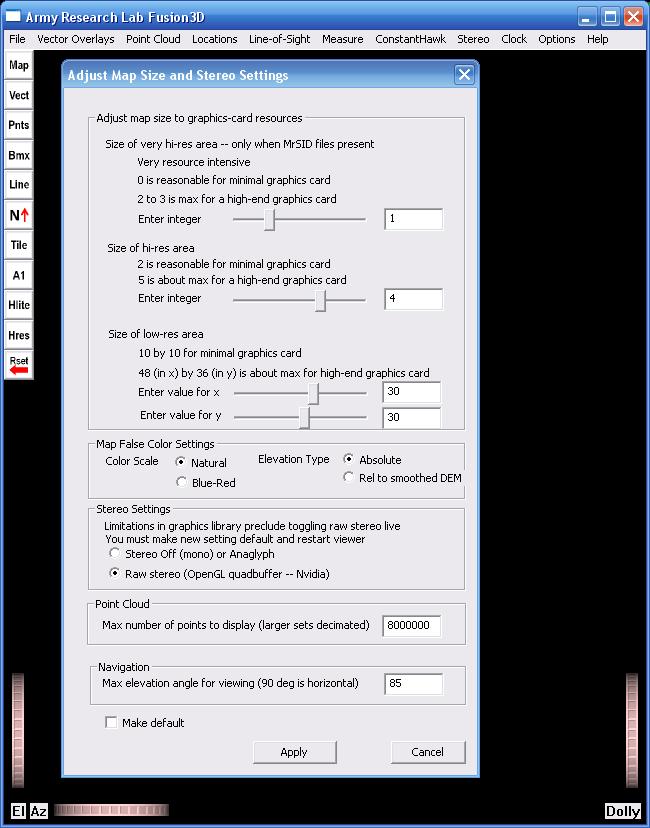 Army Research Lab Fusion3D
File Vector Overlays Point Cloud Locations Line-of-Sight Measure ConstantHawk Stereo Clock Options Help
Map
Vect
Pnts
Bmx
Line
N
Tile
A1
Hlite
Hres
Rset
Adjust Map Size and Stereo Settings
Adjust map size to graphics-card resources
Size of very hi-res area -- only when MrSID files present
Very resource intensive
0 is reasonable for minimal graphics card
2 to 3 is max for a high-end graphics card
Enter integer 1
Size of hi-res area
2 is reasonable for minimal graphics card
5 is about max for a high-end graphics card
Enter integer 4
Size of low-res area
10 by 10 for minimal graphics card
48 (in x) by 36 (in y) is about max for high-end graphics card
Enter value for x 30
Enter value for y 30
Map False Color Settings
Color Scale Natural Elevation Type Absolute
Blue-Red Rel to smoothed DEM
Stereo Settings
Limitations in graphics library preclude toggling raw stereo live
You must make new setting default and restart viewer
Stereo Off (mono) or Anaglyph
Raw stereo (OpenGL quadbuffer -- Nvidia)
Point Cloud
Max number of points to display (larger sets decimated) 8000000
Navigation
Max elevation angle for viewing (90 deg is horizontal) 85
Make default
Apply Cancel
El Az Dolly